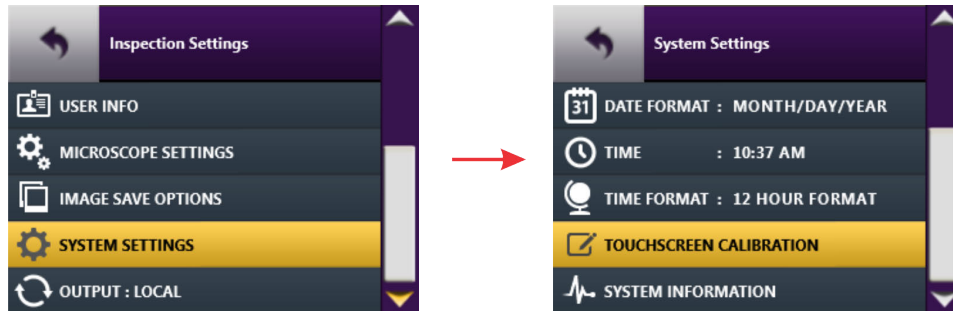 Inspection Settings
USER INFO
MICROSCOPE SETTINGS
IMAGE SAVE OPTIONS
SYSTEM SETTINGS
OUTPUT : LOCAL
System Settings
31 DATE FORMAT : MONTH/DAY/YEAR
TIME : 10:37 AM
TIME FORMAT : 12 HOUR FORMAT
TOUCHSCREEN CALIBRATION
SYSTEM INFORMATION